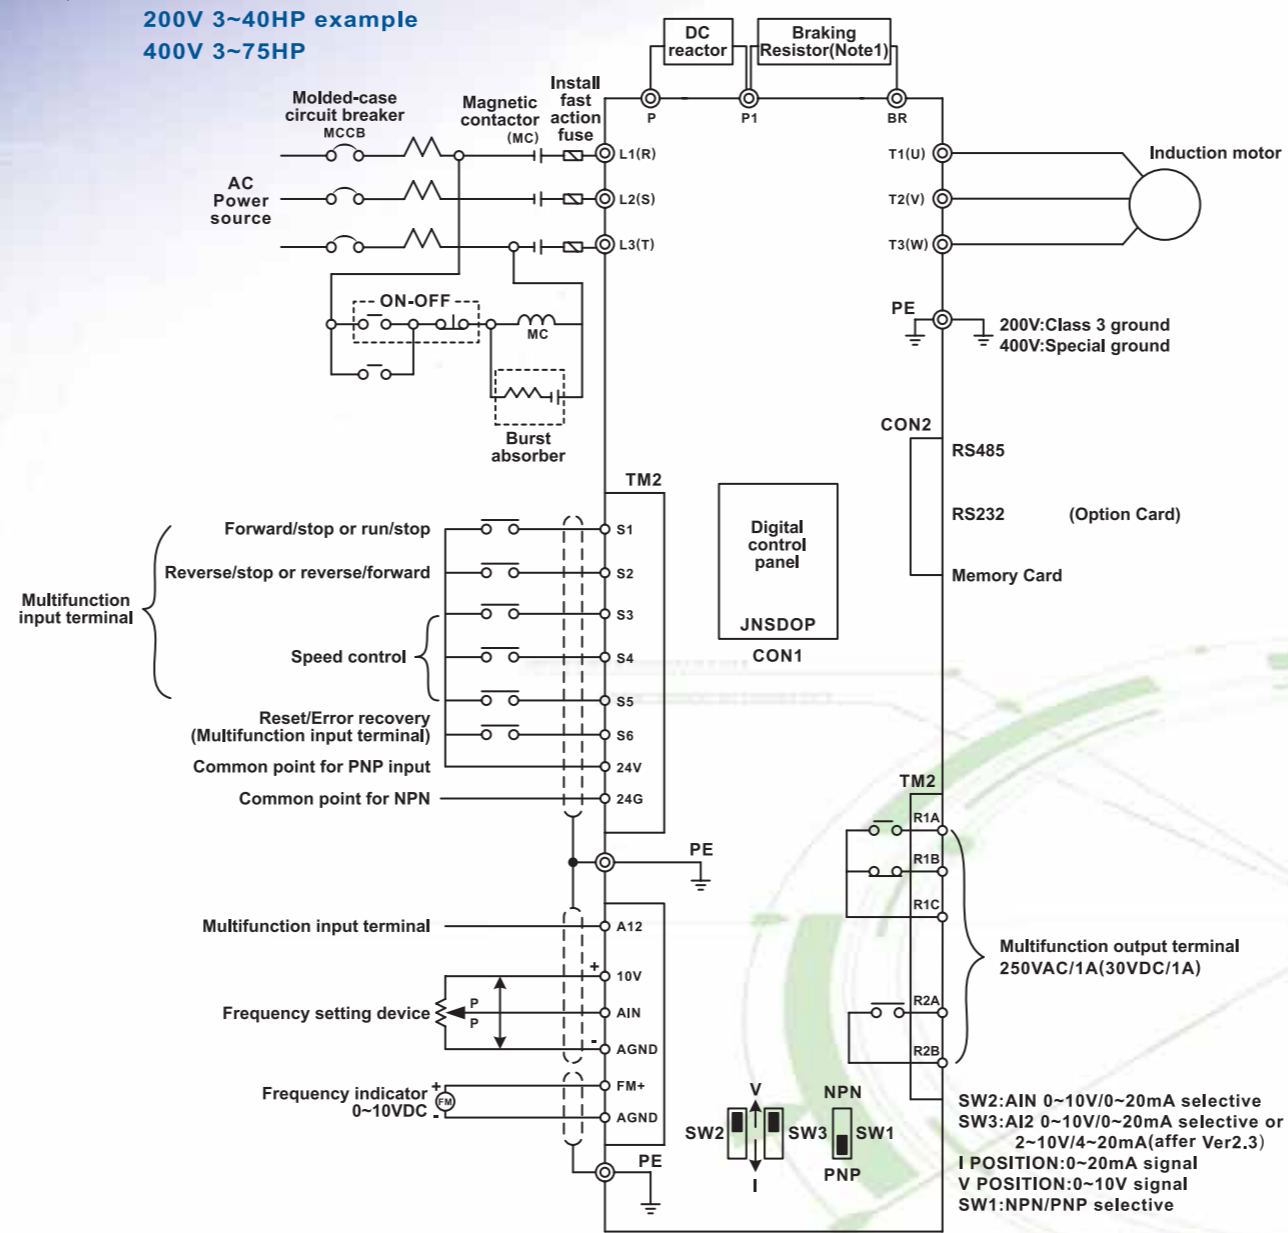 200V 3~40HP example
400V 3~75HP
DC
reactor
Braking
Resistor(Note1)
P
P1
BR
Molded-case
circuit breaker
MCCB
Magnetic
contactor
(MC)
Install
fast
action
fuse
AC
Power
source
L1(R)
L2(S)
L3(T)
T1(U)
T2(V)
T3(W)
Induction motor
ON-OFF
MC
Burst
absorber
PE
200V:Class 3 ground
400V:Special ground
CON2
RS485
RS232 (Option Card)
Memory Card
Digital
control
panel
JNSDOP
CON1
TM2
Multifunction
input terminal
Forward/stop or run/stop
S1
Reverse/stop or reverse/forward
S2
S3
Speed control
S4
S5
Reset/Error recovery
(Multifunction input terminal)
S6
Common point for PNP input
24V
Common point for NPN
24G
PE
Multifunction input terminal
A12
+
10V
Frequency setting device
P
P
AIN
-
AGND
Frequency indicator
0~10VDC
+
FM
-
FM+
AGND
PE
TM2
R1A
R1B
R1C
R2A
R2B
Multifunction output terminal
250VAC/1A(30VDC/1A)
SW2
V
I
SW3
NPN
SW1
PNP
SW2:AIN 0~10V/0~20mA selective
SW3:AI2 0~10V/0~20mA selective or
2~10V/4~20mA(affer Ver2.3)
I POSITION:0~20mA signal
V POSITION:0~10V signal
SW1:NPN/PNP selective